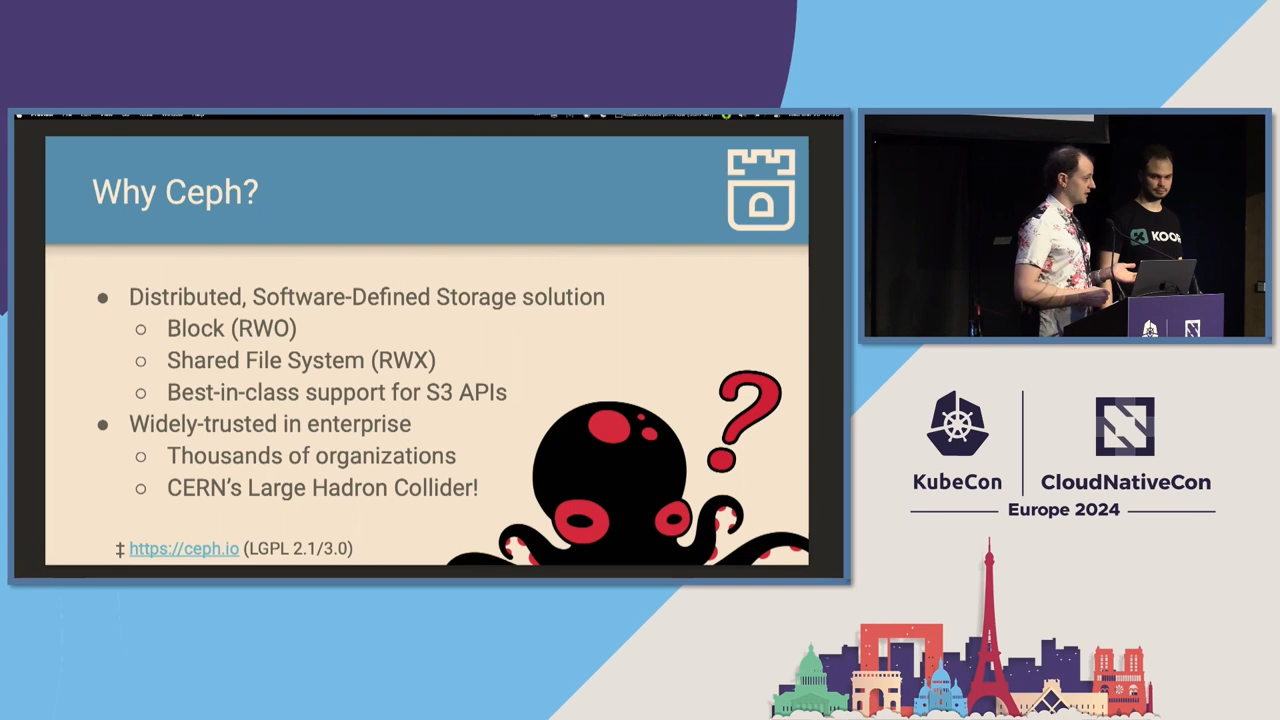 Why Ceph?
D
● Distributed, Software-Defined Storage solution
○ Block (RWO)
○ Shared File System (RWX)
○ Best-in-class support for S3 APIs
● Widely-trusted in enterprise
○ Thousands of organizations
○ CERN's Large Hadron Collider!
‡ https://ceph.io (LGPL 2.1/3.0)
?
KOOR
KubeCon
CloudNativeCon
Europe 2024